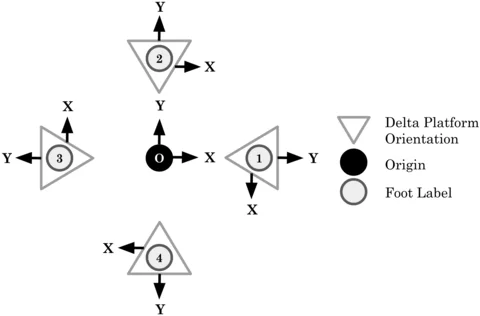 Y
2
X
Y
X
Y
3
O
X
1
Y
X
X
4
Y
Delta Platform
Orientation
Origin
Foot Label